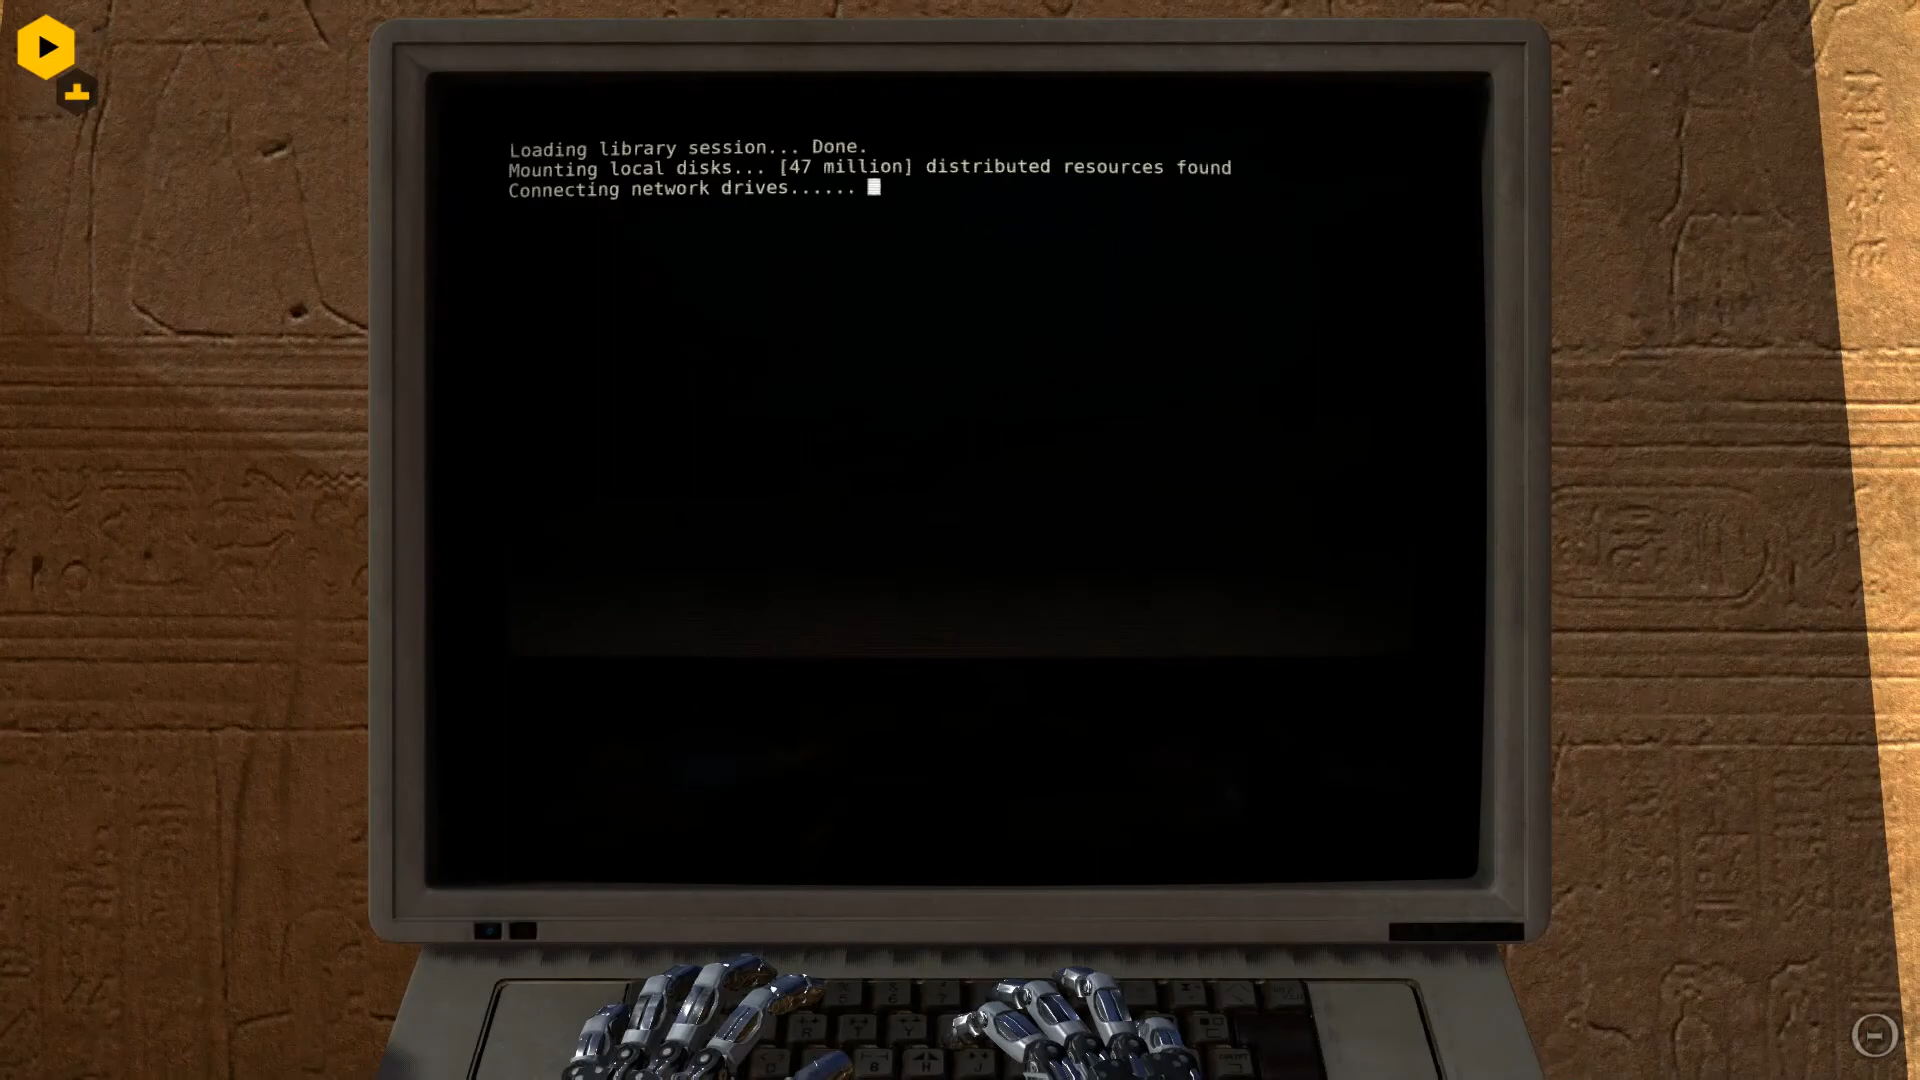 Loading library session... Done.
Mounting local disks... [47 million] distributed resources found
Connecting network drives......